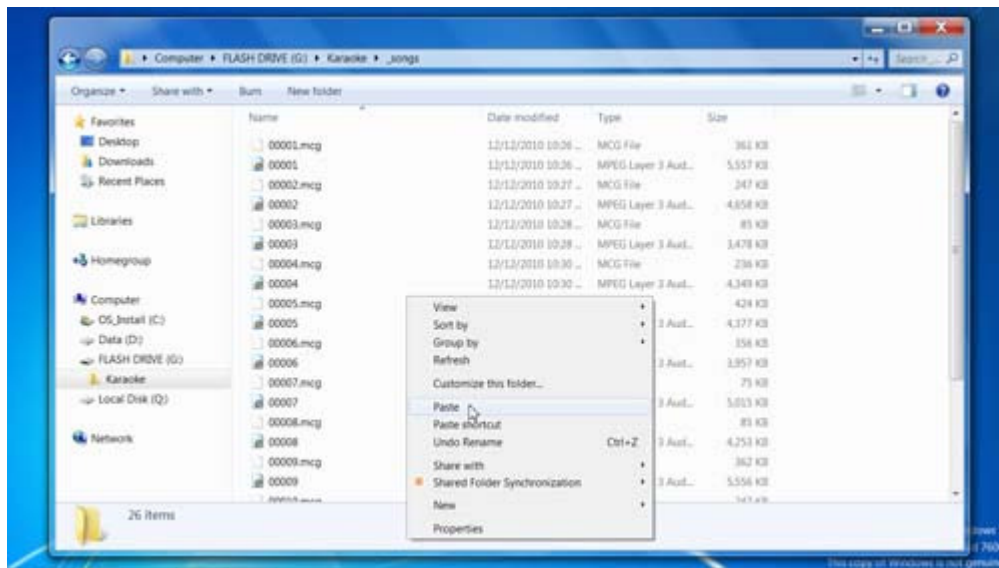 Computer ▸ FLASH DRIVE (G:) ▸ Karaoke ▸ _songs
Search _...
Organize Share with Burn New folder
Favorites
Desktop
Downloads
Recent Places
Libraries
Homegroup
Computer
OS_Install (C:)
Data (D:)
FLASH DRIVE (G:)
Karaoke
Local Disk (Q:)
Network
Name Date modified Type Size
00001.mcg 12/12/2010 10:26 ... MCG File 361 KB
00001 12/12/2010 10:26 ... MPEG Layer 3 Aud... 5,557 KB
00002.mcg 12/12/2010 10:27 ... MCG File 247 KB
00002 12/12/2010 10:27 ... MPEG Layer 3 Aud... 4,658 KB
00003.mcg 12/12/2010 10:28 ... MCG File 85 KB
00003 12/12/2010 10:28 ... MPEG Layer 3 Aud... 3,478 KB
00004.mcg 12/12/2010 10:30 ... MCG File 236 KB
00004 12/12/2010 10:30 ... MPEG Layer 3 Aud... 4,349 KB
00005.mcg 424 KB
00005 3 Aud... 4,377 KB
00006.mcg 356 KB
00006 3 Aud... 3,957 KB
00007.mcg 75 KB
00007 3 Aud... 5,015 KB
00008.mcg 85 KB
00008 3 Aud... 4,253 KB
00009.mcg 362 KB
00009 3 Aud... 5,556 KB
View
Sort by
Group by
Refresh
Customize this folder...
Paste
Paste shortcut
Undo Rename Ctrl+Z
Share with
Shared Folder Synchronization
New
Properties
26 items
This copy of Windows is not genuine